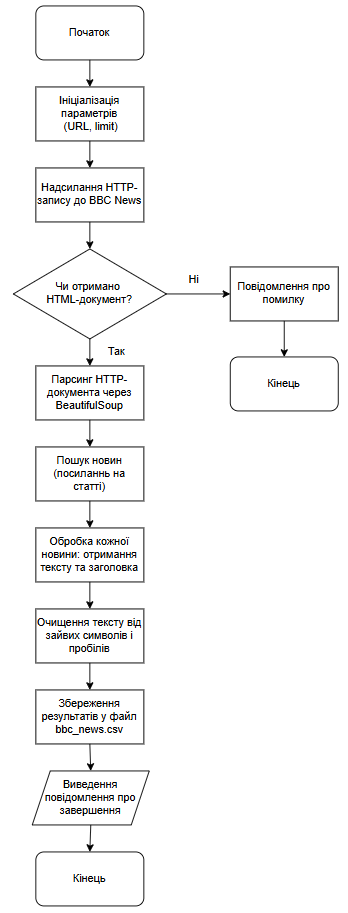 Початок
Ініціалізація
параметрів
(URL, limit)
Надсилання HTTP-
запису до BBC News
Чи отримано
HTML-документ?
Ні
Повідомлення про
помилку
Кінець
Так
Парсинг HTTP-
документа через
BeautifulSoup
Пошук новин
(посиланнь на
статті)
Обробка кожної
новини: отримання
тексту та заголовка
Очищення тексту від
зайвих символів і
пробілів
Збереження
результатів у файл
bbc_news.csv
Виведення
повідомлення про
завершення
Кінець